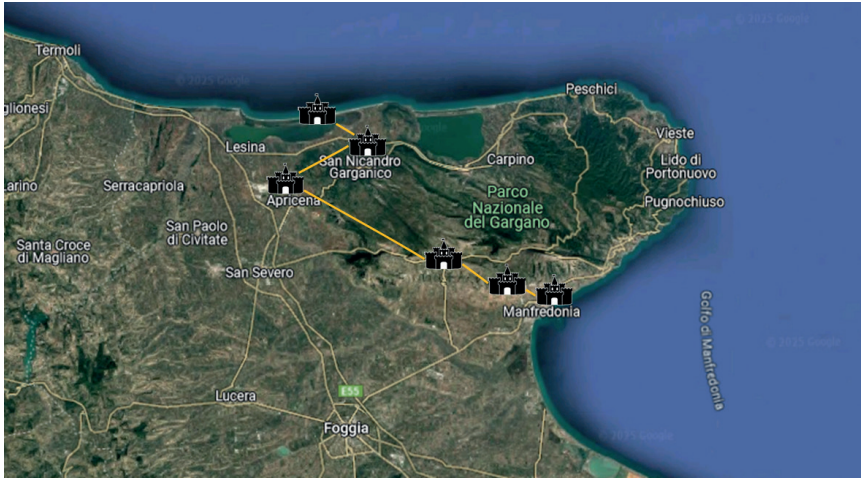 © 2025 Google
Termoli
© 2025 Google
Peschici
glionesi
Google
Vieste
Lesina
San Nicandro
Garganico
Carpino
Lido di
Portonuovo
Larino
Serracapriola
Apricena
Parco
Nazionale
del Gargano
Pugnochiuso
San Paolo
di Civitate
Santa Croce
di Magliano
San Severo
Manfredonia
Golfo di Manfredonia
© 2025 Google
E55
Lucera
Foggia
© 2025 Google